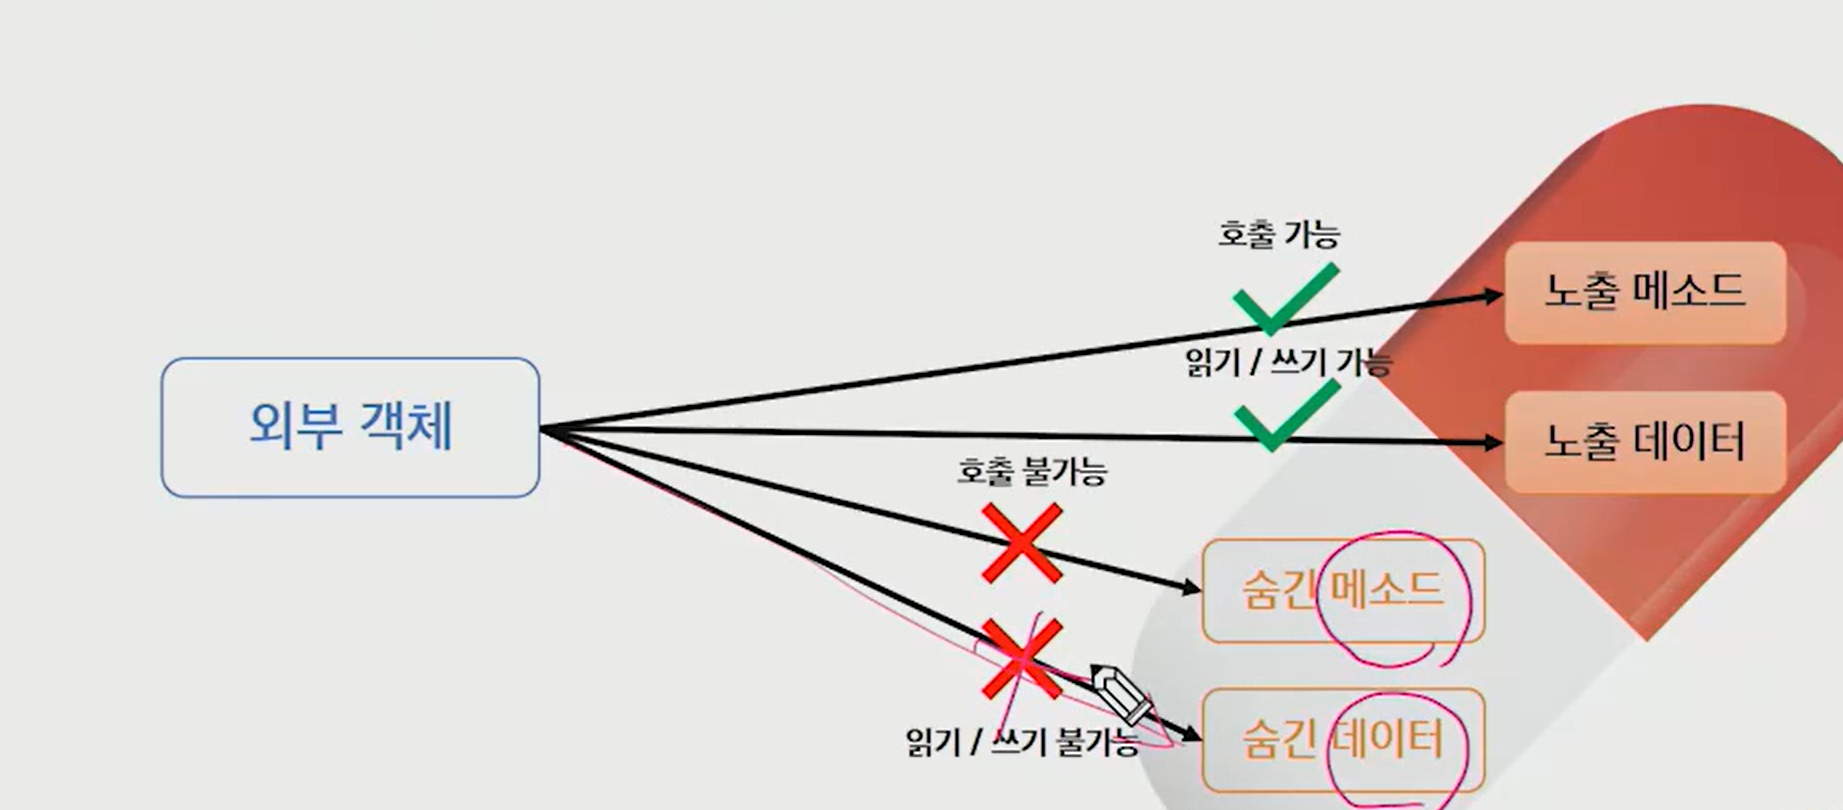 호출 가능
노출 메소드
읽기 / 쓰기 가능
외부 객체
노출 데이터
호출 불가능
숨긴 메소드
읽기 / 쓰기 불가능
숨긴 데이터